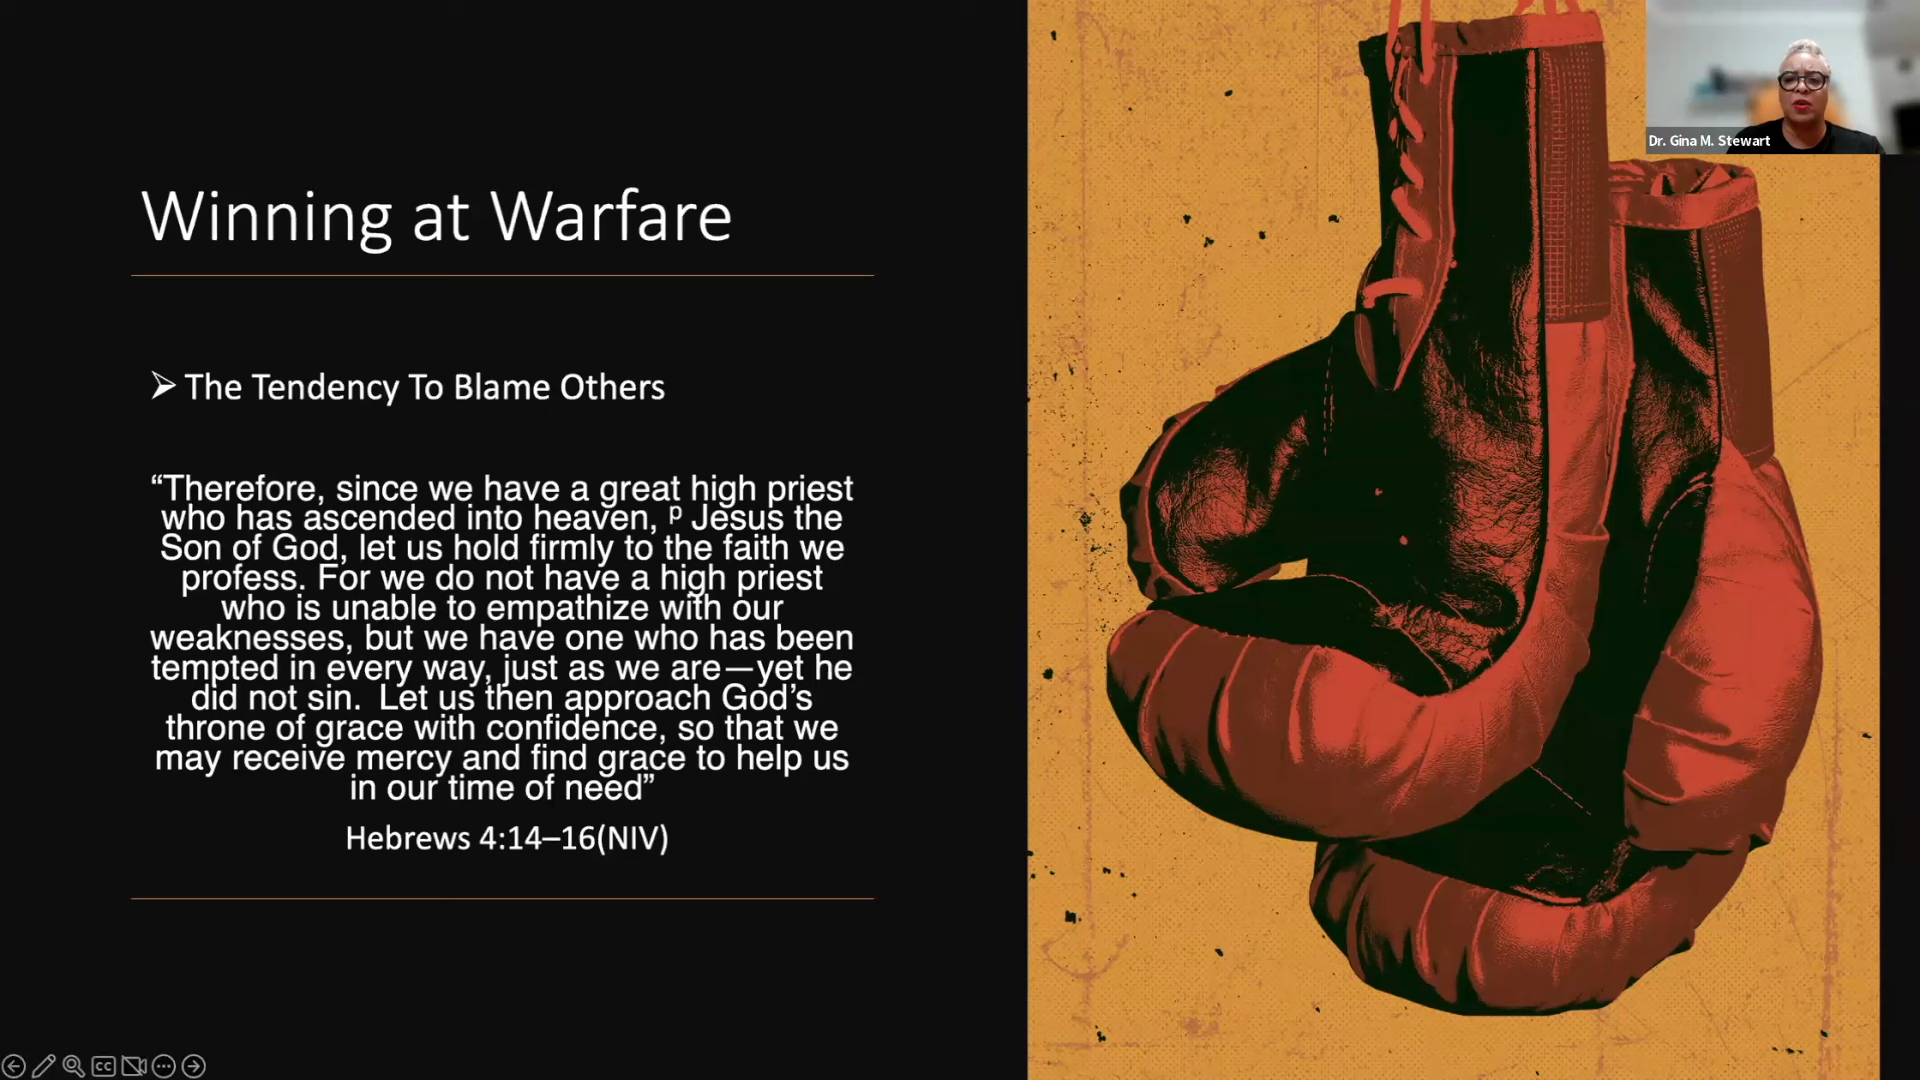 Dr. Gina M. Stewart
Winning at Warfare
➢ The Tendency To Blame Others
“Therefore, since we have a great high priest
who has ascended into heaven, ᵖ Jesus the
Son of God, let us hold firmly to the faith we
profess. For we do not have a high priest
who is unable to empathize with our
weaknesses, but we have one who has been
tempted in every way, just as we are—yet he
did not sin.  Let us then approach God’s
throne of grace with confidence, so that we
may receive mercy and find grace to help us
in our time of need”
Hebrews 4:14–16(NIV)
CC